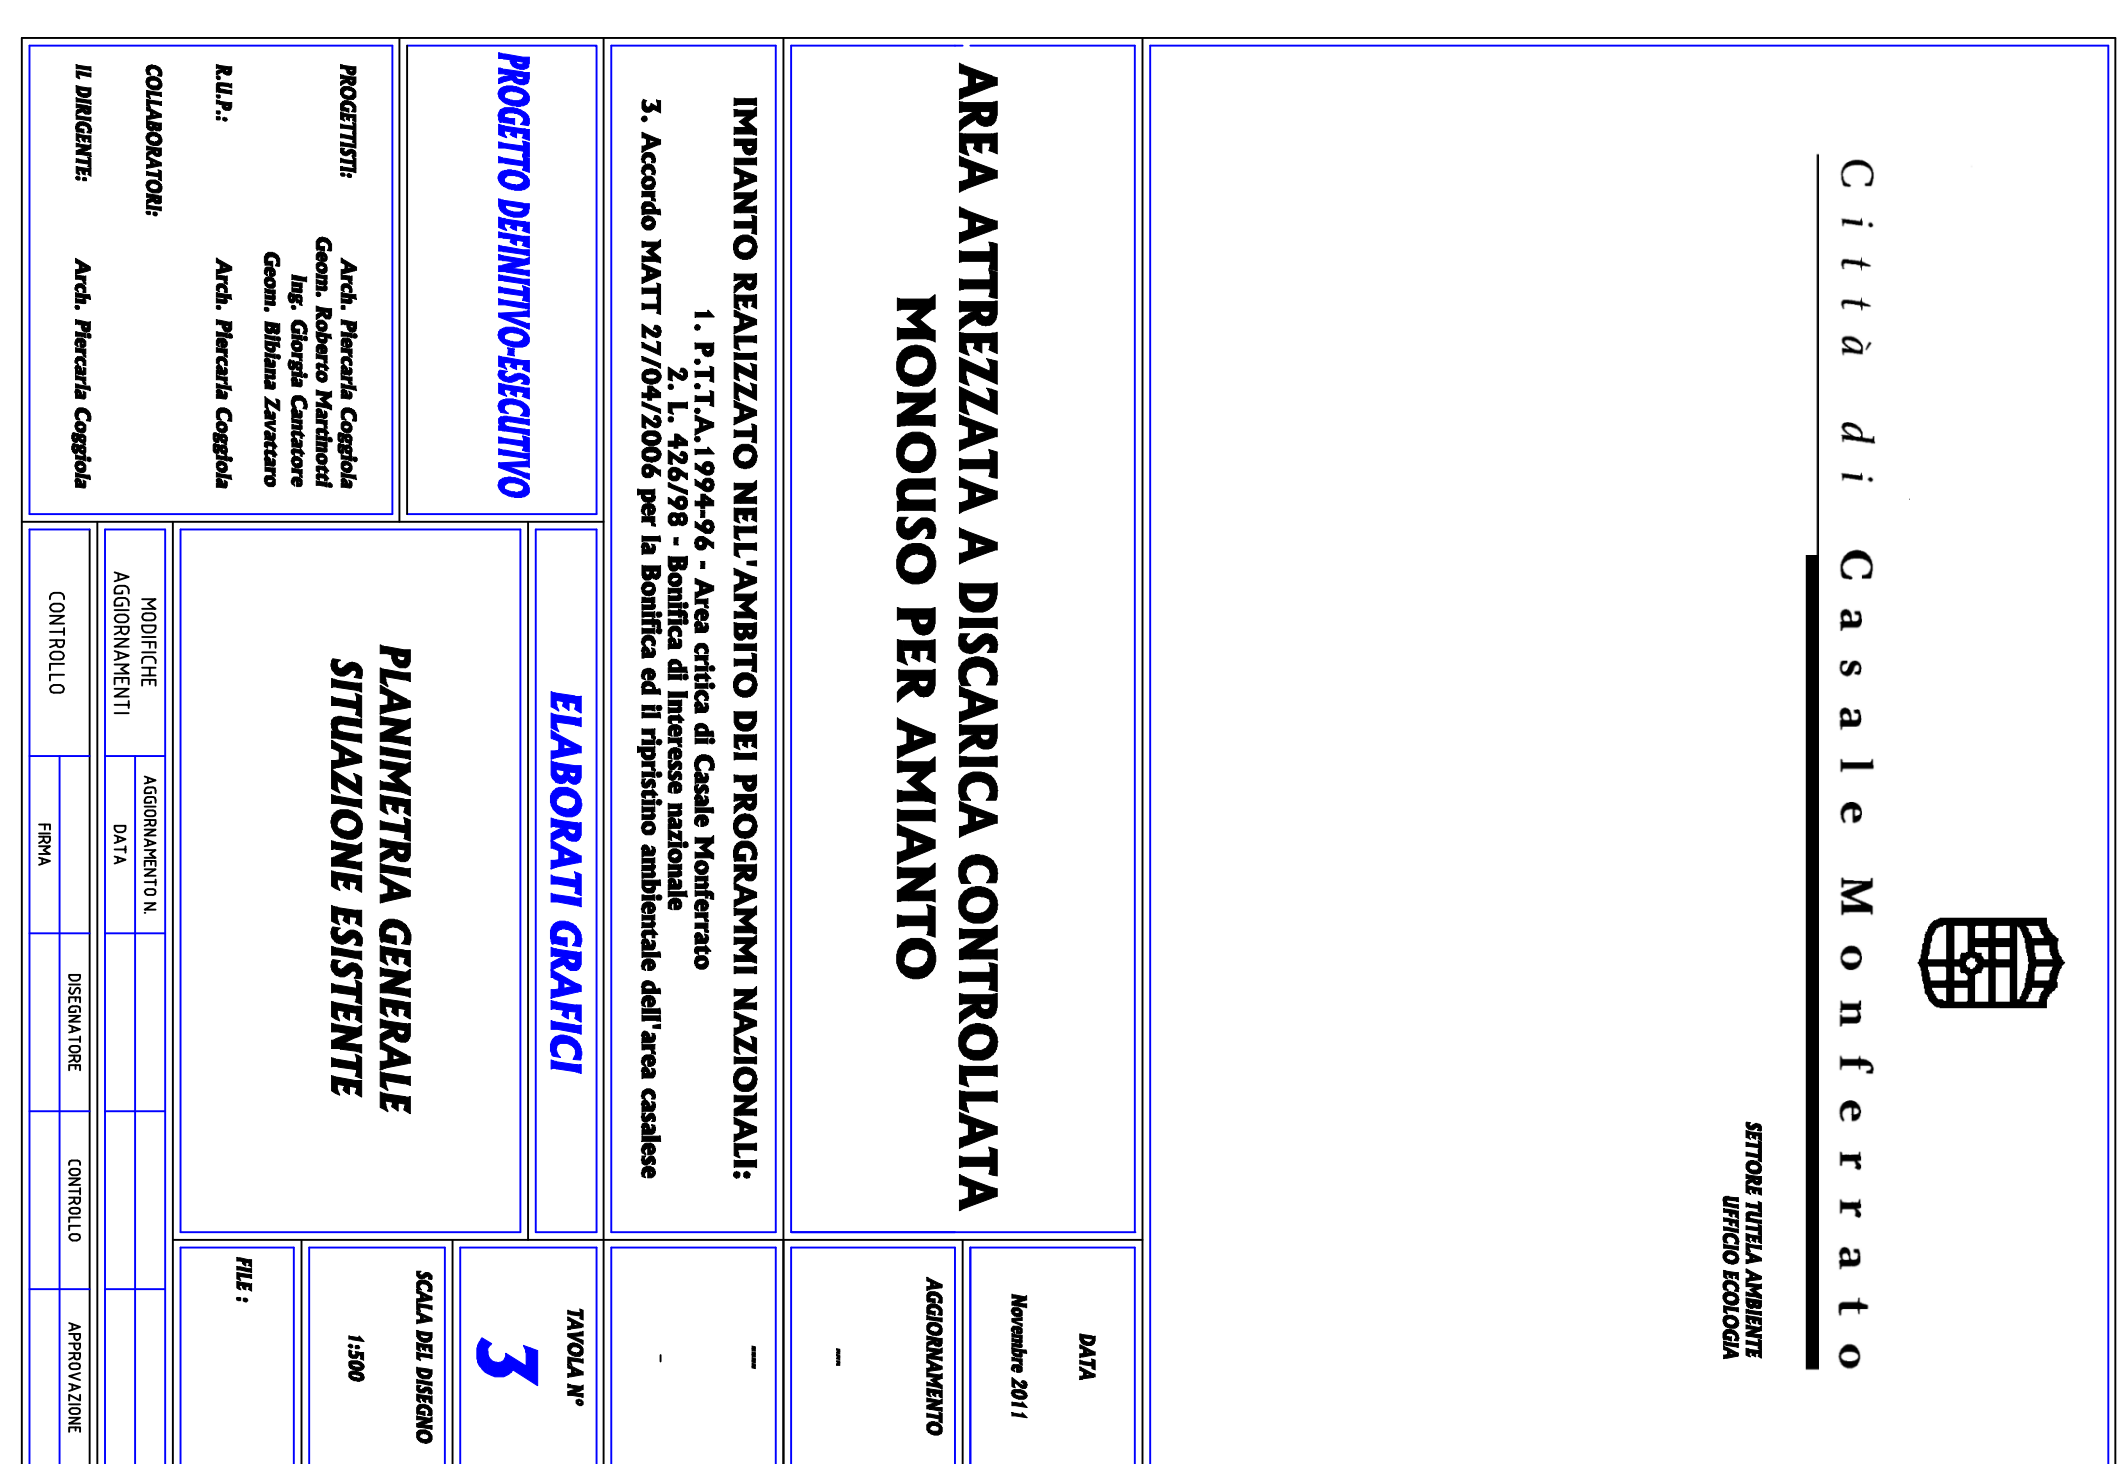 Città di Casale Monferrato
SETTORE TUTELA AMBIENTE
UFFICIO ECOLOGIA
AREA ATTREZZATA A DISCARICA CONTROLLATA
MONOUSO PER AMIANTO
DATA
Novembre 2011
AGGIORNAMENTO
---
IMPIANTO REALIZZATO NELL'AMBITO DEI PROGRAMMI NAZIONALI:
1. P.T.T.A.1994-96 - Area critica di Casale Monferrato
2. L. 426/98 - Bonifica di Interesse nazionale
3. Accordo MATT 27/04/2006 per la Bonifica ed il ripristino ambientale dell'area casalese
----
-
PROGETTO DEFINITIVO-ESECUTIVO
ELABORATI GRAFICI
TAVOLA N°
3
PROGETTISTI:
Arch. Piercarla Coggiola
Geom. Roberto Martinotti
Ing. Giorgia Cantatore
Geom. Bibiana Zavattaro
R.U.P.:
Arch. Piercarla Coggiola
COLLABORATORI:
IL DIRIGENTE:
Arch. Piercarla Coggiola
PLANIMETRIA GENERALE
SITUAZIONE ESISTENTE
SCALA DEL DISEGNO
1:500
FILE :
MODIFICHE
AGGIORNAMENTI
AGGIORNAMENTO N.
DATA
CONTROLLO
FIRMA
DISEGNATORE
CONTROLLO
APPROVAZIONE